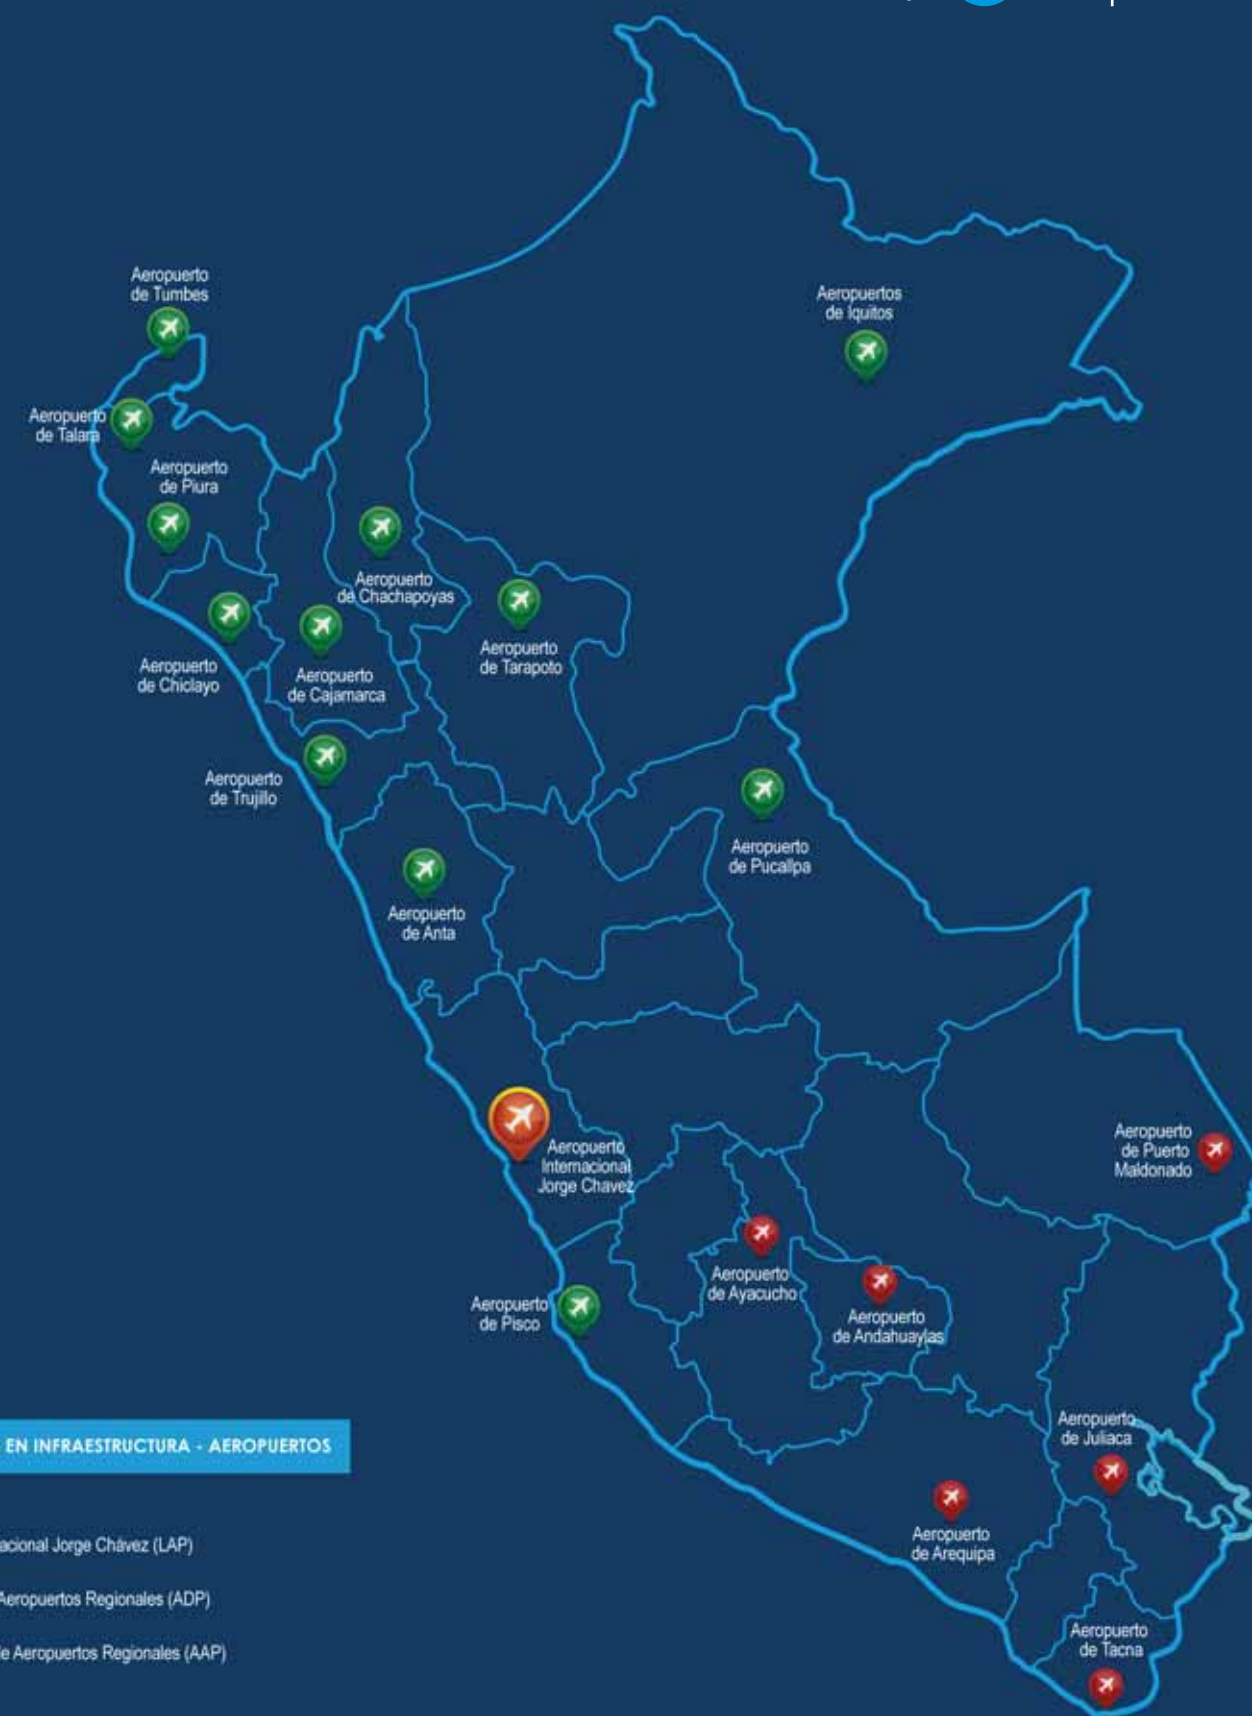 Aeropuerto
de Tumbes
Aeropuertos
de Iquitos
Aeropuerto
de Talara
Aeropuerto
de Piura
Aeropuerto
de Chachapoyas
Aeropuerto
de Tarapoto
Aeropuerto
de Chiclayo
Aeropuerto
de Cajamarca
Aeropuerto
de Trujillo
Aeropuerto
de Pucallpa
Aeropuerto
de Anta
Aeropuerto
Internacional
Jorge Chavez
Aeropuerto
de Puerto
Maldonado
Aeropuerto
de Ayacucho
Aeropuerto
de Andahuaylas
Aeropuerto
de Pisco
Aeropuerto
de Juliaca
Aeropuerto
de Arequipa
Aeropuerto
de Tacna
EN INFRAESTRUCTURA - AEROPUERTOS
acional Jorge Chávez (LAP)
Aeropuertos Regionales (ADP)
e Aeropuertos Regionales (AAP)